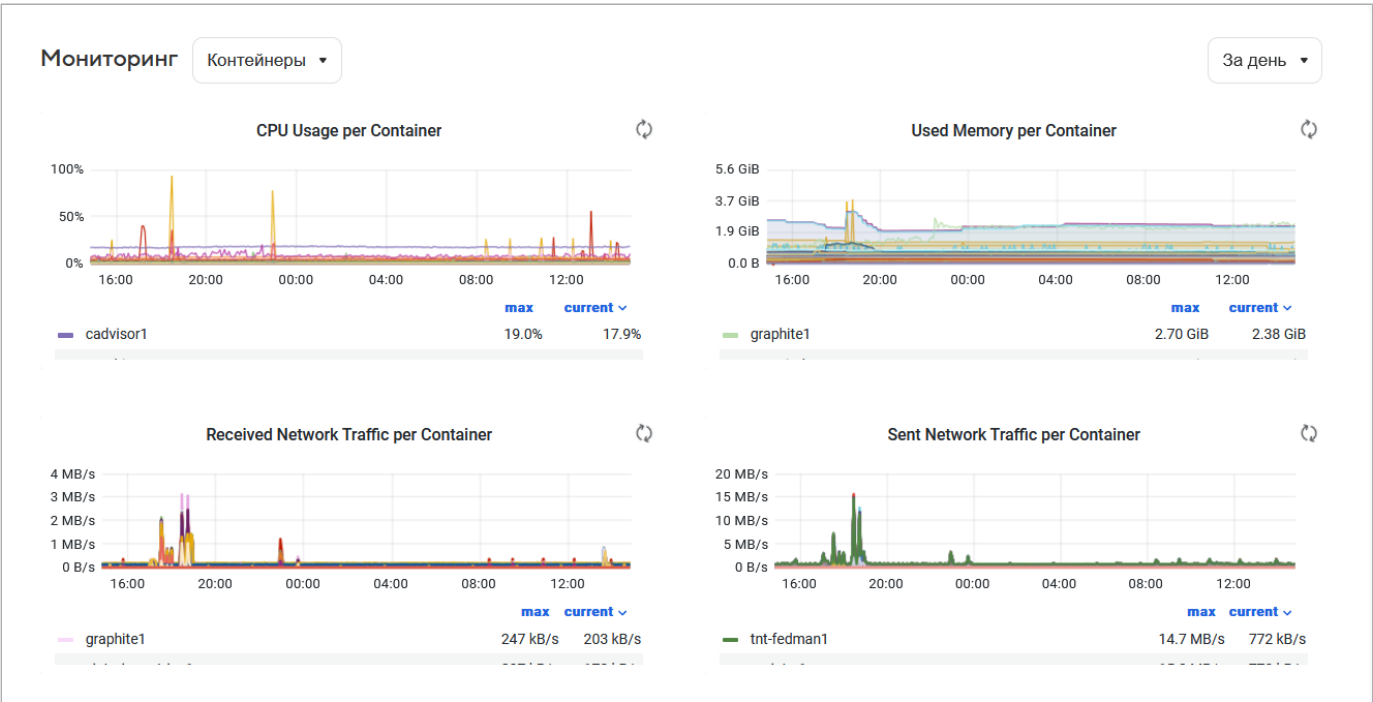 Мониторинг Контейнеры За день
CPU Usage per Container
100%
50%
0%
16:00 20:00 00:00 04:00 08:00 12:00
max current
cadvisor1 19.0% 17.9%
Used Memory per Container
5.6 GiB
3.7 GiB
1.9 GiB
0.0 B
16:00 20:00 00:00 04:00 08:00 12:00
max current
graphite1 2.70 GiB 2.38 GiB
Received Network Traffic per Container
4 MB/s
3 MB/s
2 MB/s
1 MB/s
0 B/s
16:00 20:00 00:00 04:00 08:00 12:00
max current
graphite1 247 kB/s 203 kB/s
Sent Network Traffic per Container
20 MB/s
15 MB/s
10 MB/s
5 MB/s
0 B/s
16:00 20:00 00:00 04:00 08:00 12:00
max current
tnt-fedman1 14.7 MB/s 772 kB/s